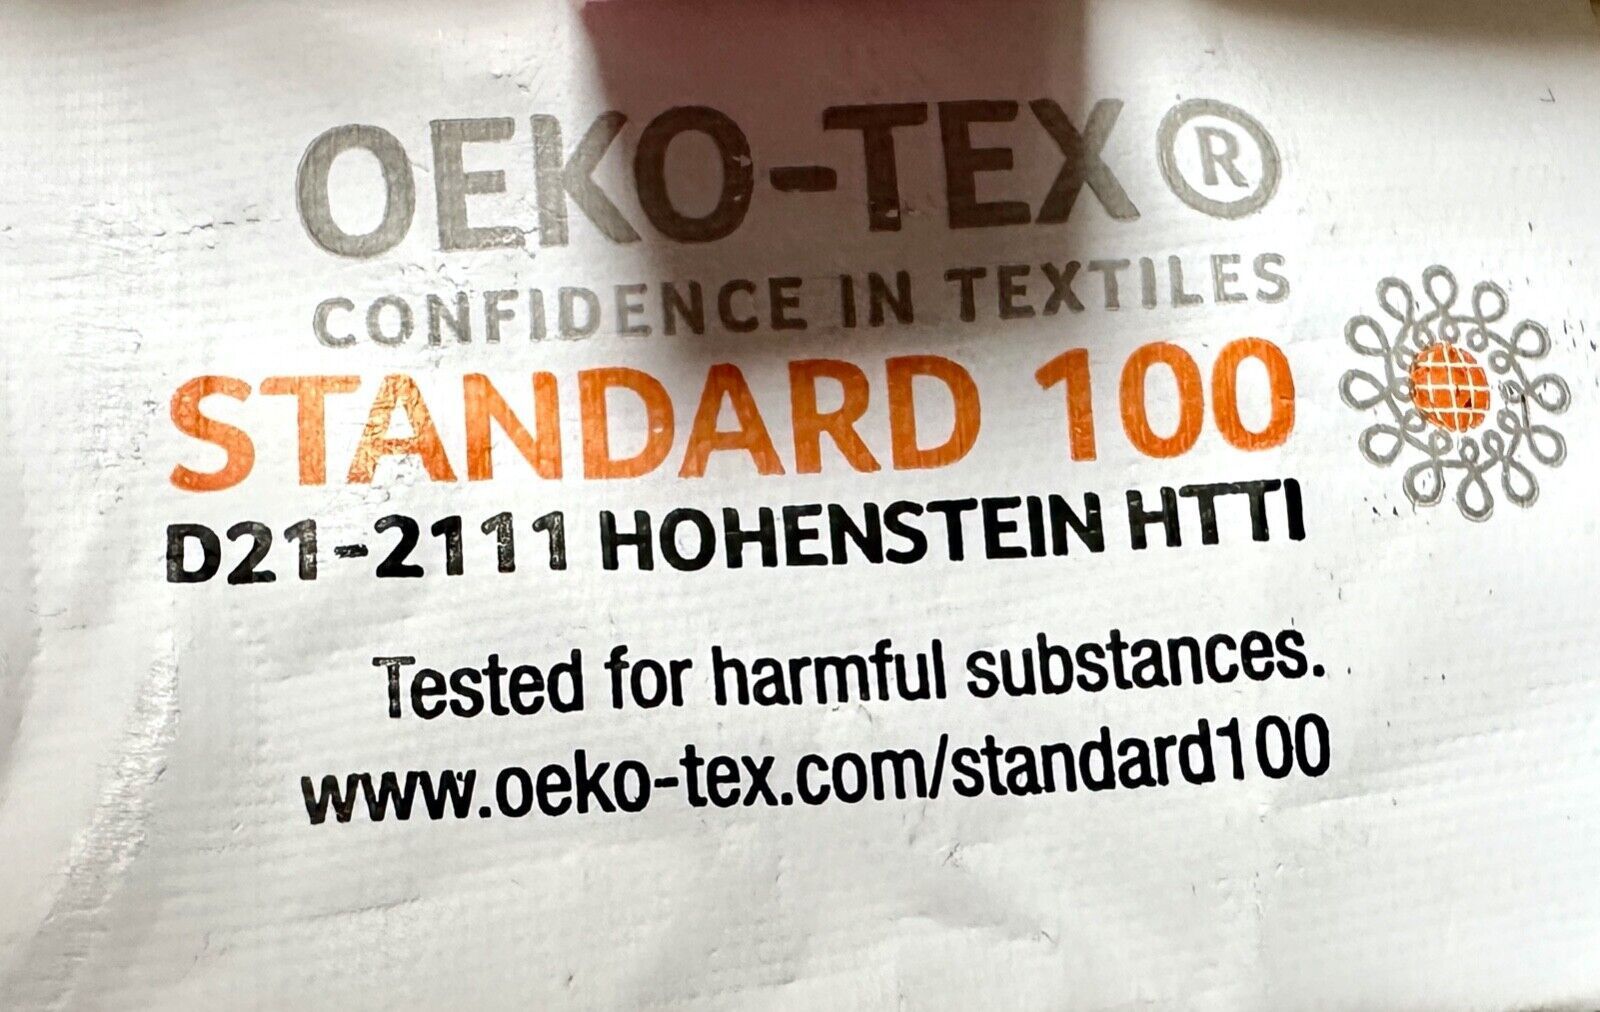 OEKO-TEX®
CONFIDENCE IN TEXTILES
STANDARD 100
D21-2111 HOHENSTEIN HTTI
Tested for harmful substances.
www.oeko-tex.com/standard100